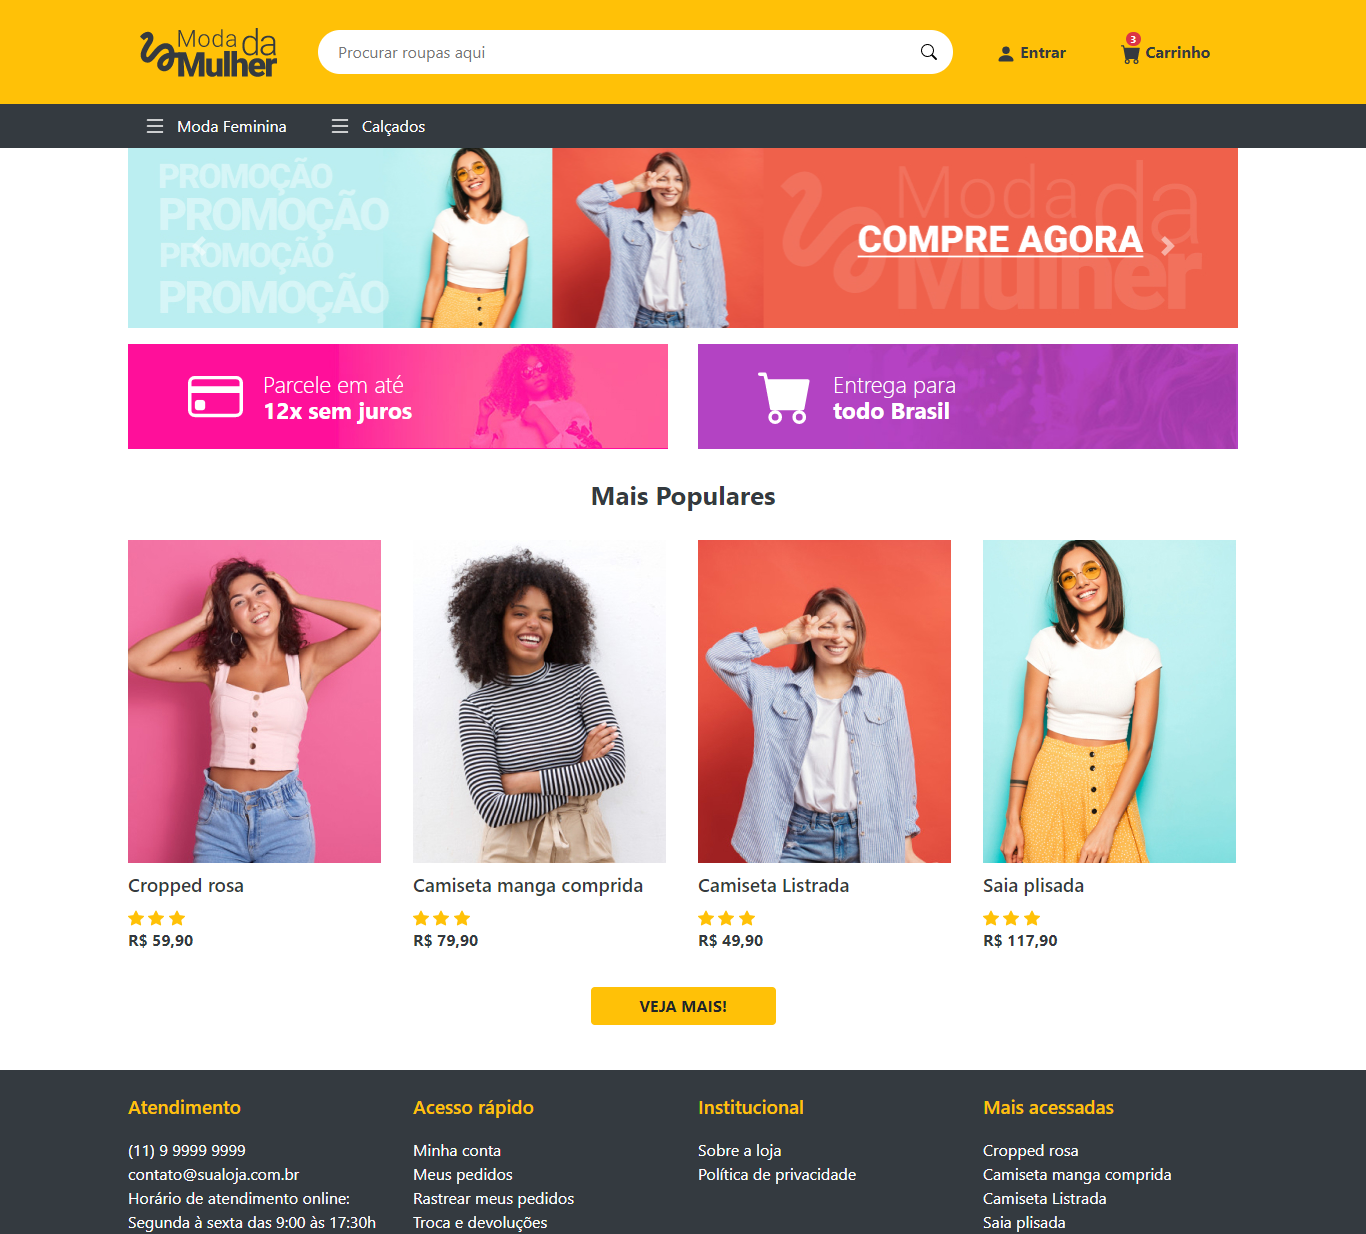 Moda da
Mulher
Procurar roupas aqui
Entrar
3
Carrinho
Moda Feminina
Calçados
PROMOÇÃO
PROMOÇÃO
PROMOÇÃO
PROMOÇÃO
Moda da
Mulher
COMPRE AGORA
Parcele em até
12x sem juros
Entrega para
todo Brasil
Mais Populares
Cropped rosa
R$ 59,90
Camiseta manga comprida
R$ 79,90
Camiseta Listrada
R$ 49,90
Saia plisada
R$ 117,90
VEJA MAIS!
Atendimento
(11) 9 9999 9999
contato@sualoja.com.br
Horário de atendimento online:
Segunda à sexta das 9:00 às 17:30h
Acesso rápido
Minha conta
Meus pedidos
Rastrear meus pedidos
Troca e devoluções
Institucional
Sobre a loja
Política de privacidade
Mais acessadas
Cropped rosa
Camiseta manga comprida
Camiseta Listrada
Saia plisada